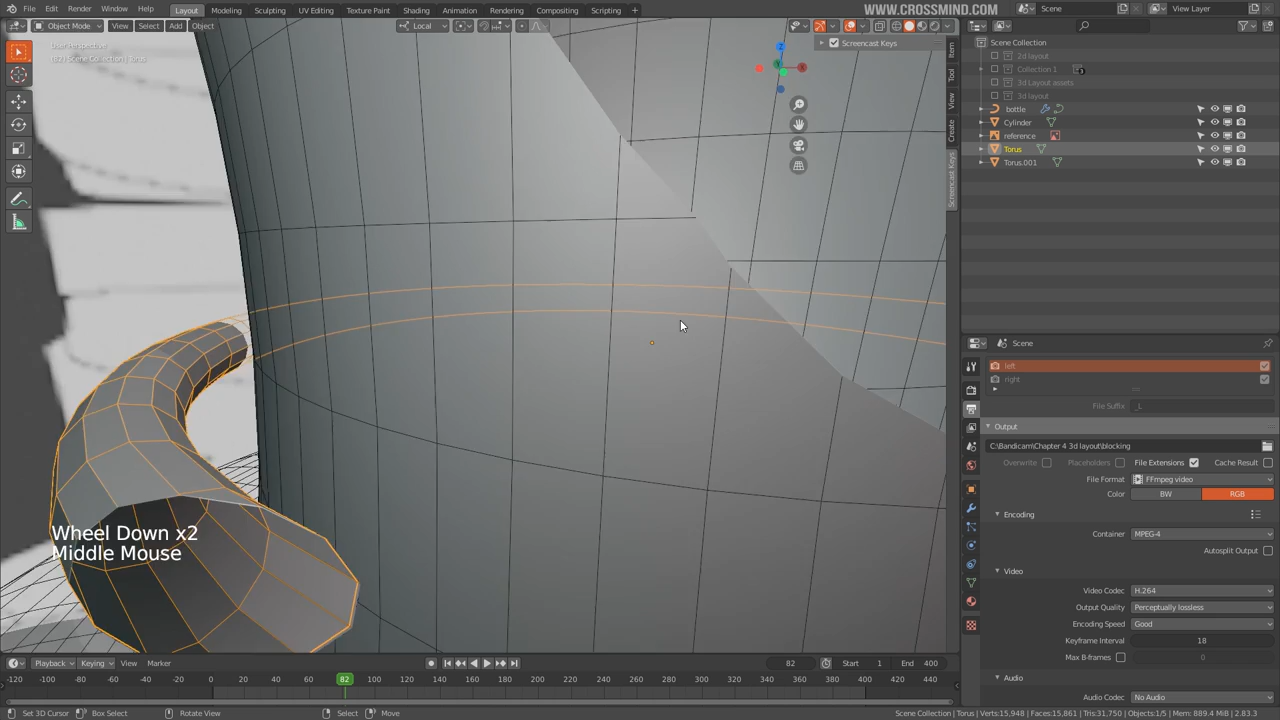 WWW.CROSSMIND.COM
File Edit Render Window Help Layout Modeling Sculpting UV Editing Texture Paint Shading Animation Rendering Compositing Scripting + Scene View Layer
Object Mode View Select Add Object Local
User Perspective
(82) Scene Collection | Torus
Screencast Keys
Item
Tool
View
Create
Screencast Keys
Scene Collection
2d layout
Collection 1
3d Layout assets
3d layout
bottle
Cylinder
reference
Torus
Torus.001
Scene
left
right
File Suffix _L
Output
C:\Bandicam\Chapter 4 3d layout\blocking
Overwrite Placeholders File Extensions Cache Result
File Format FFmpeg video
Color BW RGB
Encoding
Container MPEG-4
Autosplit Output
Video
Video Codec H.264
Output Quality Perceptually lossless
Encoding Speed Good
Keyframe Interval 18
Max B-frames 0
Audio
Audio Codec No Audio
Wheel Down x2
Middle Mouse
Playback Keying View Marker 82 Start 1 End 400
-120 -100 -80 -60 -40 -20 0 20 40 60 82 100 120 140 160 180 200 220 240 260 280 300 320 340 360 380 400 420 440
Set 3D Cursor Box Select Rotate View Select Move Scene Collection | Torus | Verts:15,948 | Faces:15,861 | Tris:31,750 | Objects:1/5 | Mem: 889.4 MiB | 2.83.3